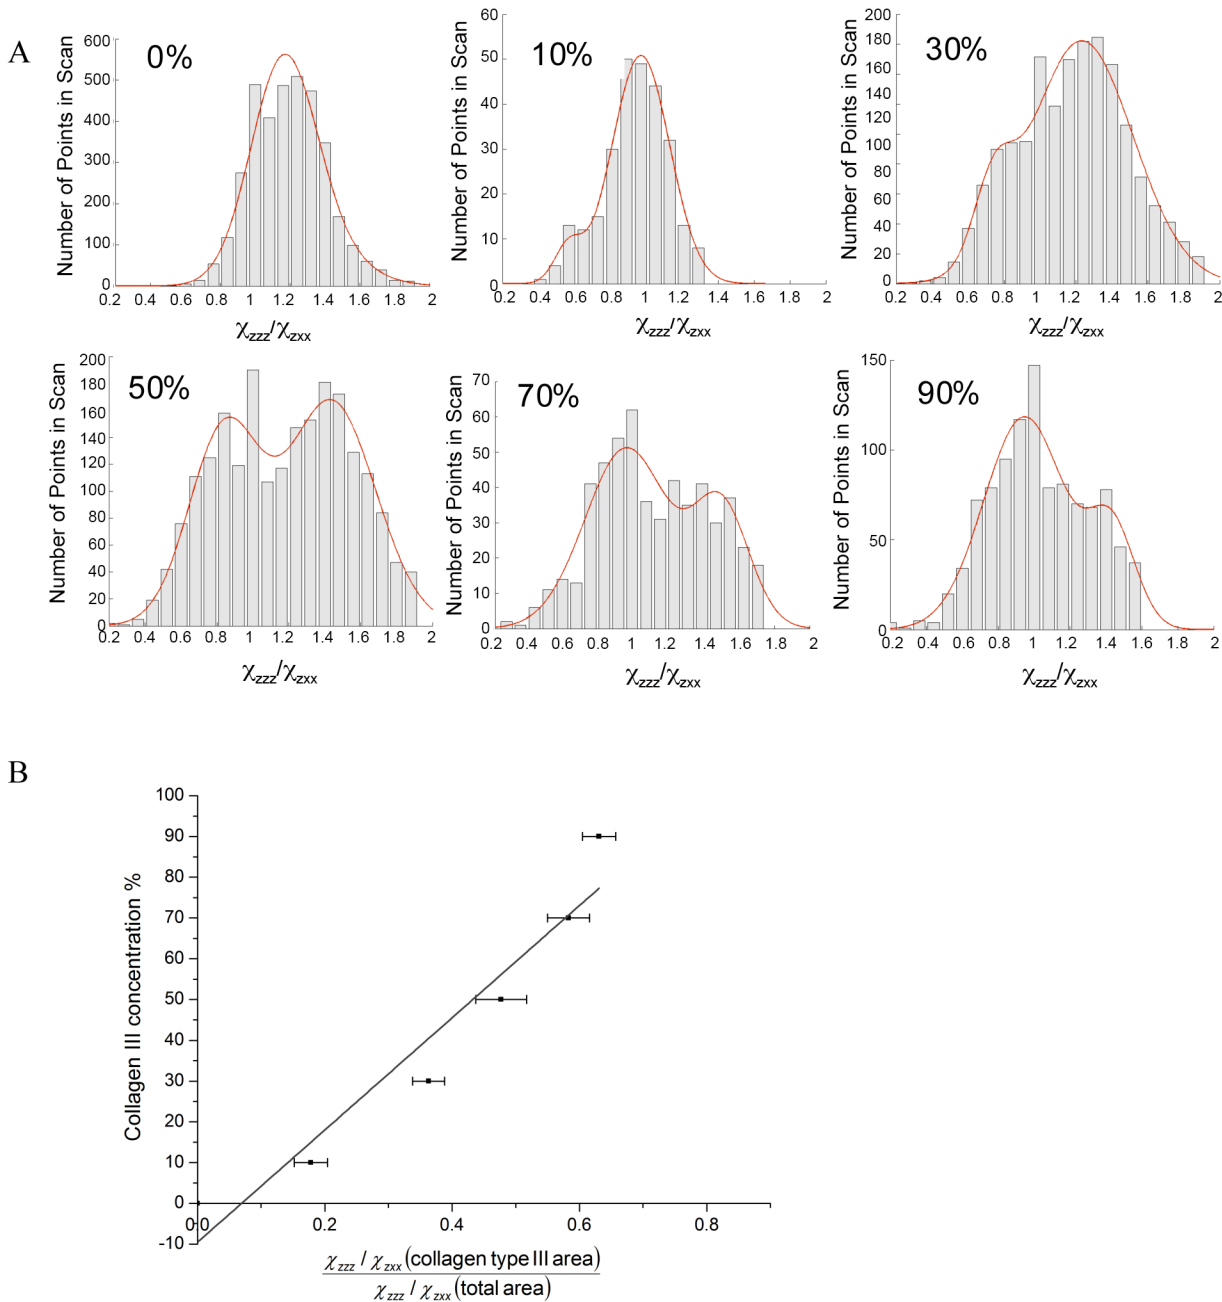 A
0%
Number of Points in Scan
600
500
400
300
200
100
0
0.2 0.4 0.6 0.8 1 1.2 1.4 1.6 1.8 2
χzzz/χzxx
10%
Number of Points in Scan
60
50
40
30
20
10
0
0.2 0.4 0.6 0.8 1 1.2 1.4 1.6 1.8 2
χzzz/χzxx
30%
Number of Points in Scan
200
180
160
140
120
100
80
60
40
20
0
0.2 0.4 0.6 0.8 1 1.2 1.4 1.6 1.8 2
χzzz/χzxx
50%
Number of Points in Scan
200
180
160
140
120
100
80
60
40
20
0
0.2 0.4 0.6 0.8 1 1.2 1.4 1.6 1.8 2
χzzz/χzxx
70%
Number of Points in Scan
70
60
50
40
30
20
10
0
0.2 0.4 0.6 0.8 1 1.2 1.4 1.6 1.8 2
χzzz/χzxx
90%
Number of Points in Scan
150
100
50
0
0.2 0.4 0.6 0.8 1 1.2 1.4 1.6 1.8 2
χzzz/χzxx
B
Collagen III concentration %
100
90
80
70
60
50
40
30
20
10
0
-10
0.0 0.2 0.4 0.6 0.8
χzzz / χzxx (collagen type III area)
χzzz / χzxx (total area)